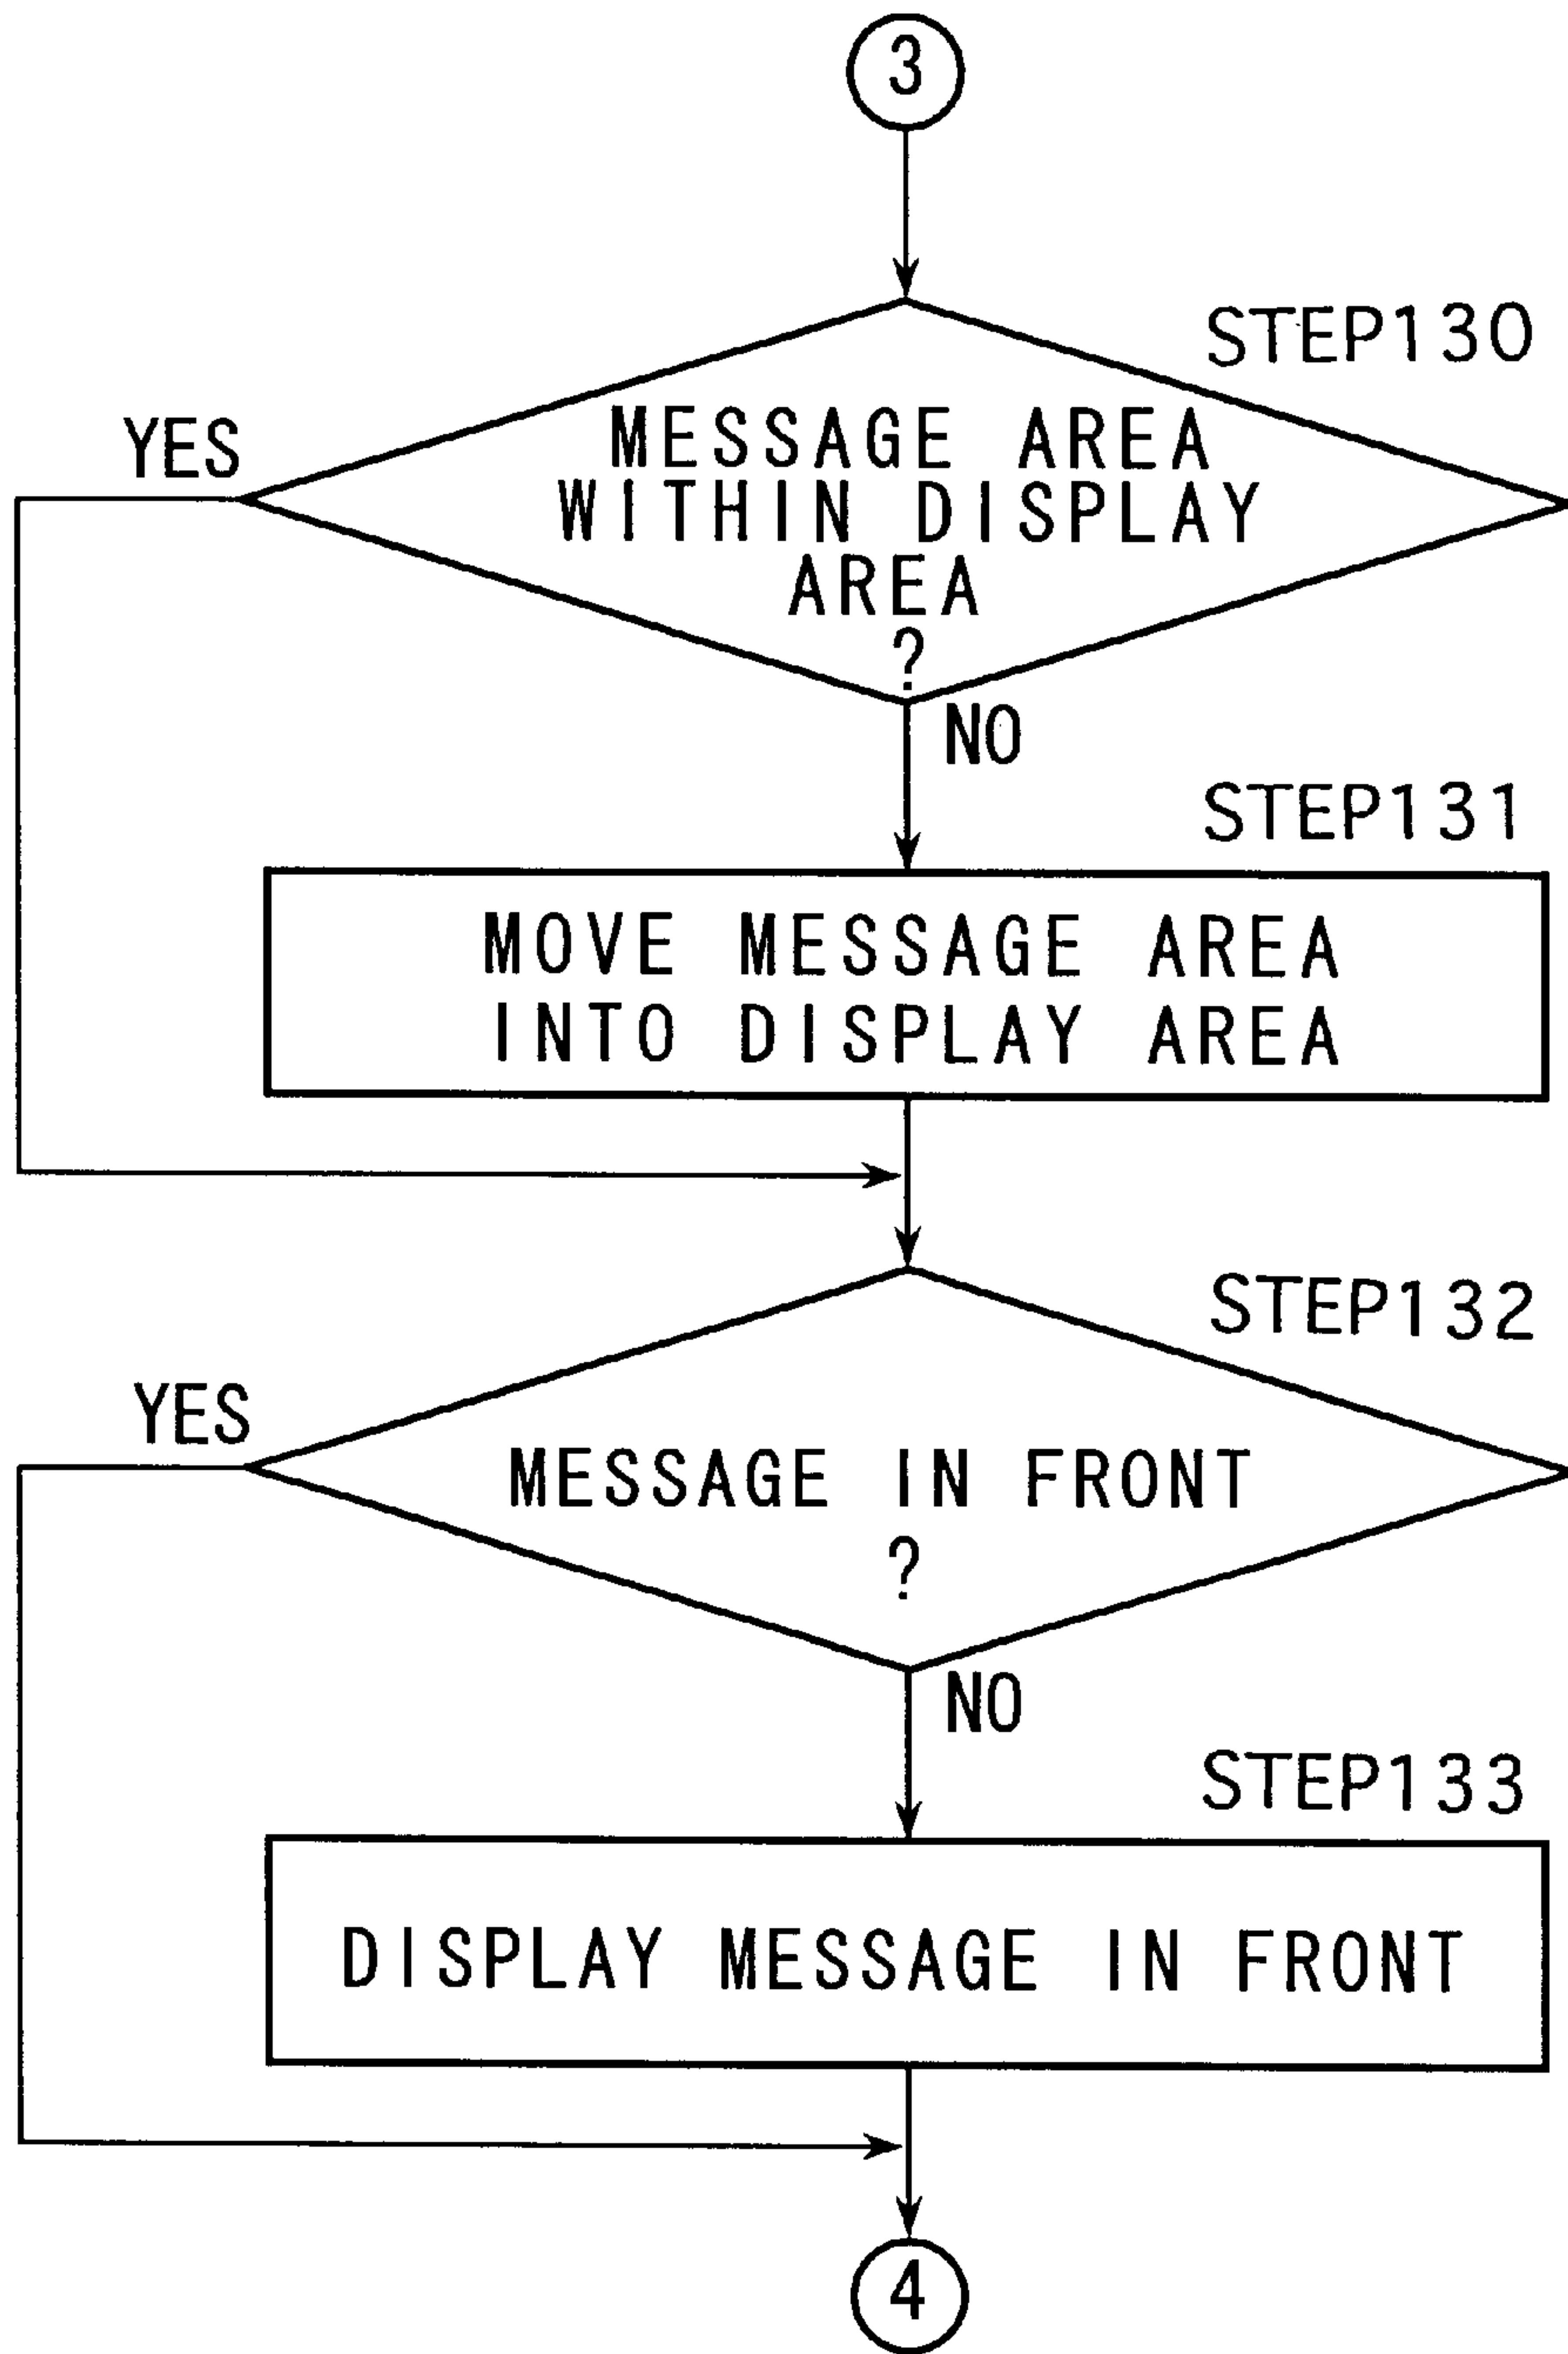 3
STEP130
YES
MESSAGE AREA
WITHIN DISPLAY
AREA
?
NO
STEP131
MOVE MESSAGE AREA
INTO DISPLAY AREA
STEP132
YES
MESSAGE IN FRONT
?
NO
STEP133
DISPLAY MESSAGE IN FRONT
4